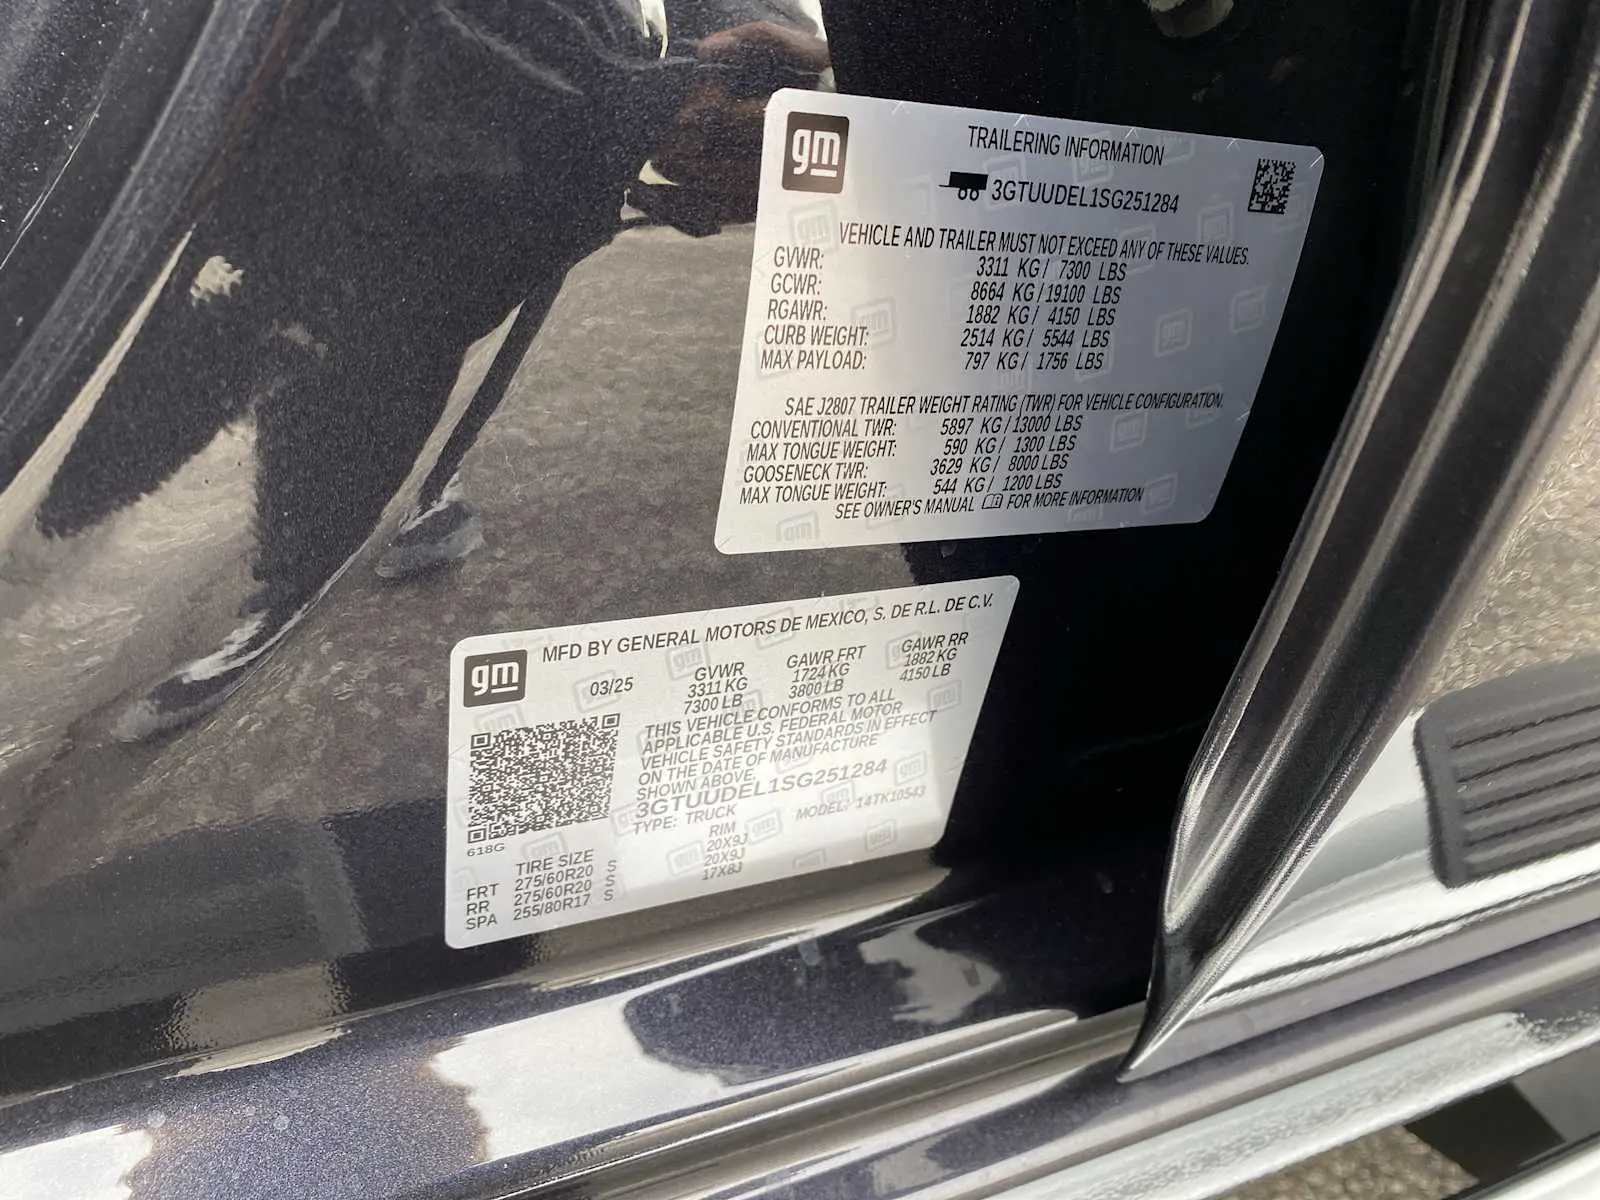 gm
TRAILERING INFORMATION
3GTUUDEL1SG251284
VEHICLE AND TRAILER MUST NOT EXCEED ANY OF THESE VALUES.
GVWR: 3311 KG/ 7300 LBS
GCWR: 8664 KG/19100 LBS
RGAWR: 1882 KG/ 4150 LBS
CURB WEIGHT: 2514 KG/ 5544 LBS
MAX PAYLOAD: 797 KG/ 1756 LBS
SAE J2807 TRAILER WEIGHT RATING (TWR) FOR VEHICLE CONFIGURATION.
CONVENTIONAL TWR: 5897 KG/13000 LBS
MAX TONGUE WEIGHT: 590 KG/ 1300 LBS
GOOSENECK TWR: 3629 KG/ 8000 LBS
MAX TONGUE WEIGHT: 544 KG/ 1200 LBS
SEE OWNER'S MANUAL FOR MORE INFORMATION
gm
MFD BY GENERAL MOTORS DE MEXICO, S. DE R.L. DE C.V.
03/25 GVWR GAWR FRT GAWR RR
3311 KG 1724 KG 1882 KG
7300 LB 3800 LB 4150 LB
THIS VEHICLE CONFORMS TO ALL
APPLICABLE U.S. FEDERAL MOTOR
VEHICLE SAFETY STANDARDS IN EFFECT
ON THE DATE OF MANUFACTURE
SHOWN ABOVE.
3GTUUDEL1SG251284
TYPE: TRUCK MODEL: 14TK10543
618G
TIRE SIZE RIM
FRT 275/60R20 S 20X9J
RR 275/60R20 S 20X9J
SPA 255/80R17 S 17X8J